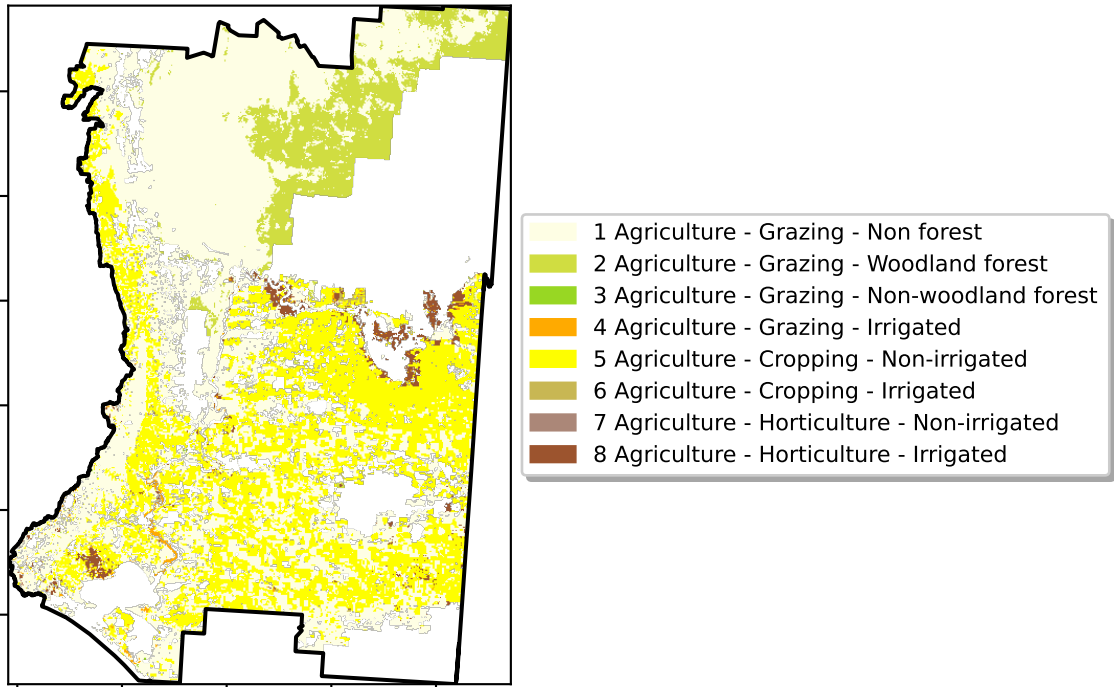 1 Agriculture - Grazing - Non forest
2 Agriculture - Grazing - Woodland forest
3 Agriculture - Grazing - Non-woodland forest
4 Agriculture - Grazing - Irrigated
5 Agriculture - Cropping - Non-irrigated
6 Agriculture - Cropping - Irrigated
7 Agriculture - Horticulture - Non-irrigated
8 Agriculture - Horticulture - Irrigated